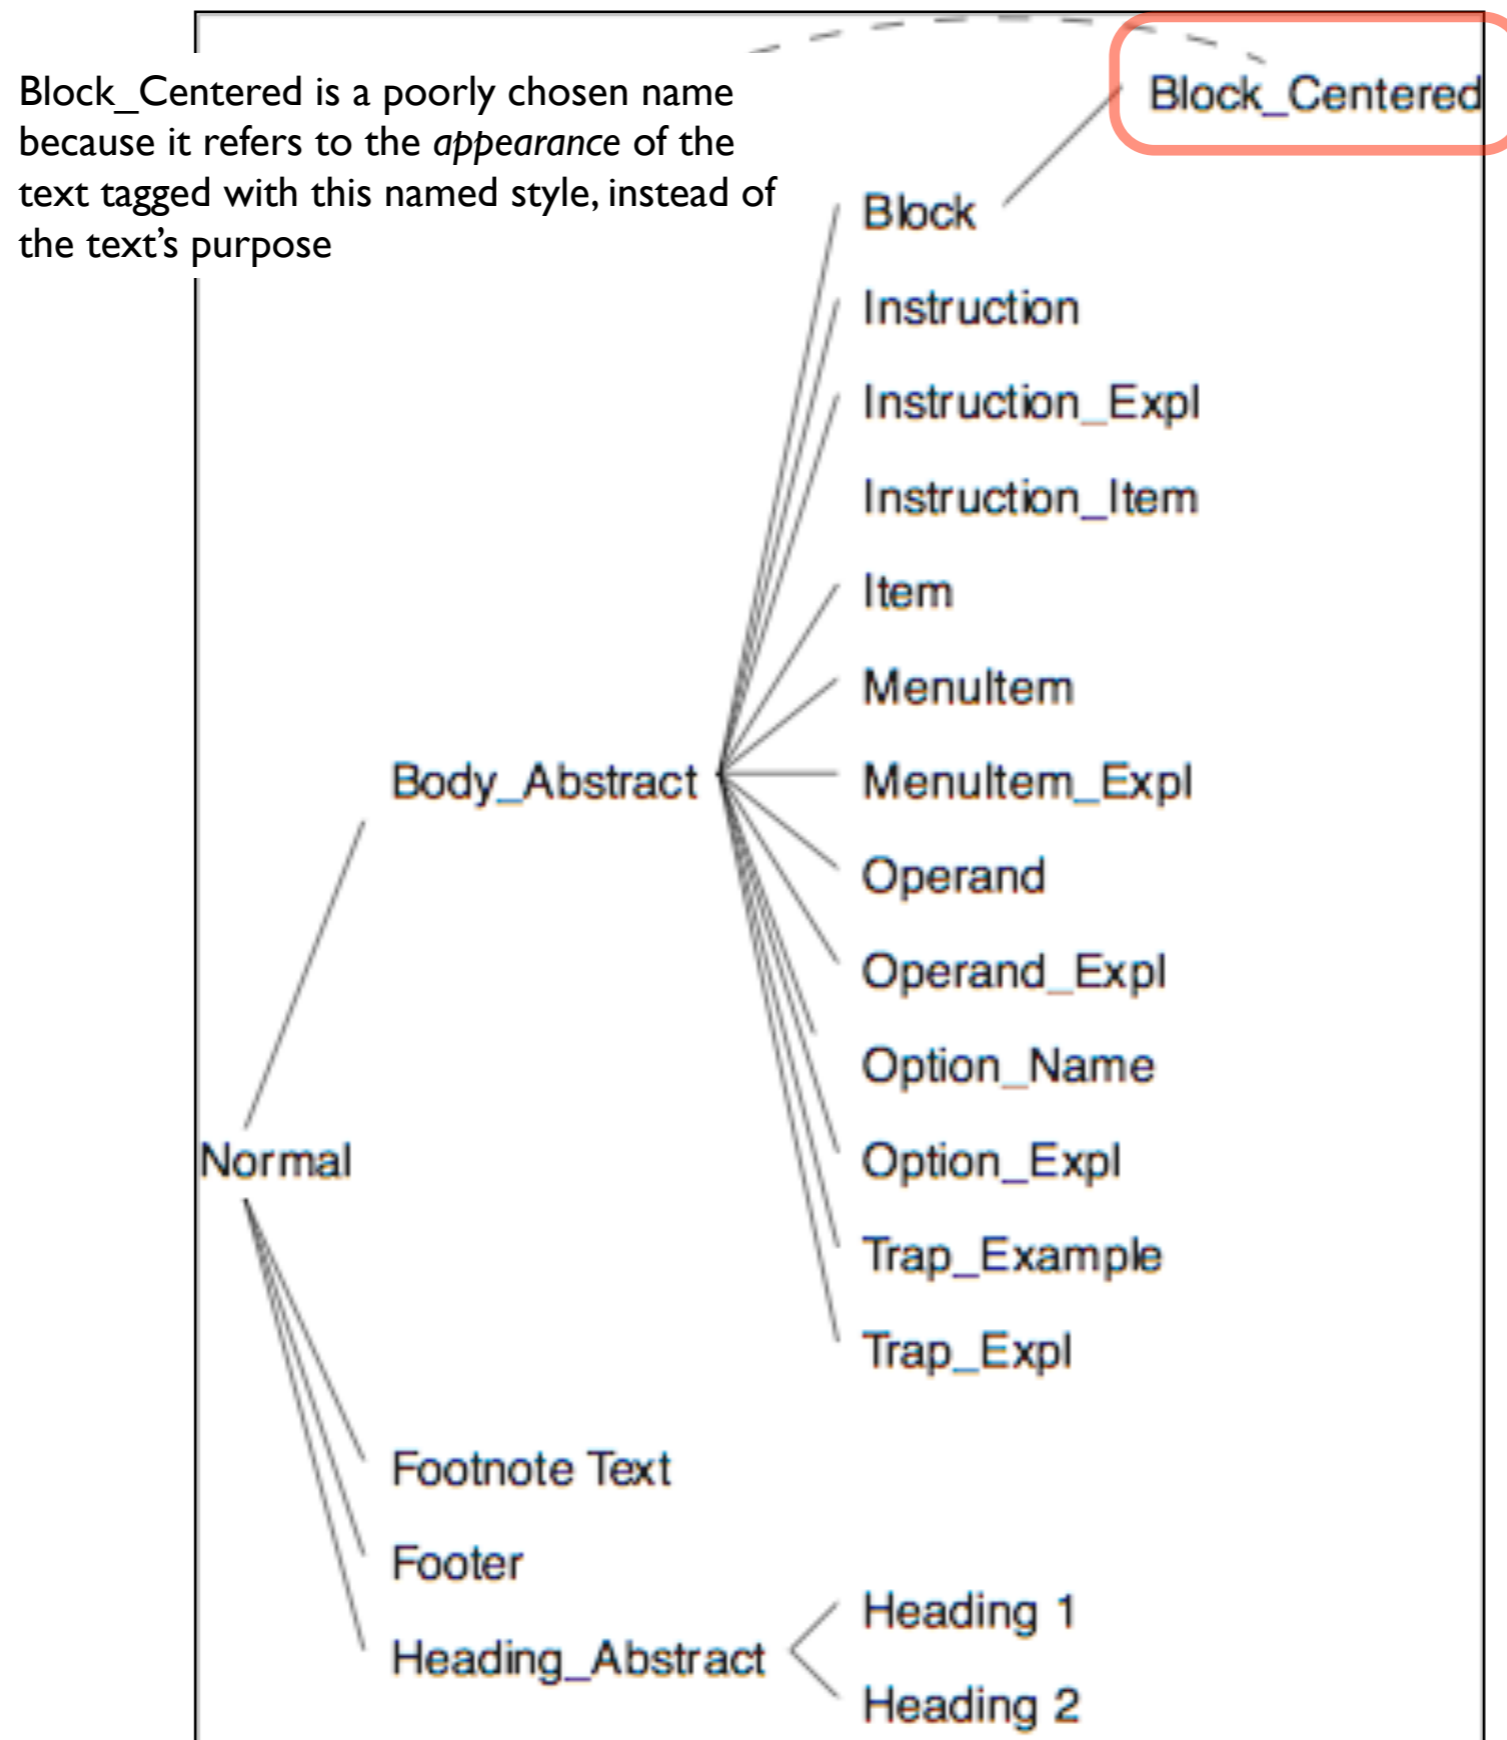 Block_Centered is a poorly chosen name
because it refers to the appearance of the
text tagged with this named style, instead of
the text's purpose
Block_Centered
Block
Instruction
Instruction_Expl
Instruction_Item
Item
MenuItem
Body_Abstract
MenuItem_Expl
Operand
Operand_Expl
Option_Name
Normal
Option_Expl
Trap_Example
Trap_Expl
Footnote Text
Footer
Heading 1
Heading_Abstract
Heading 2